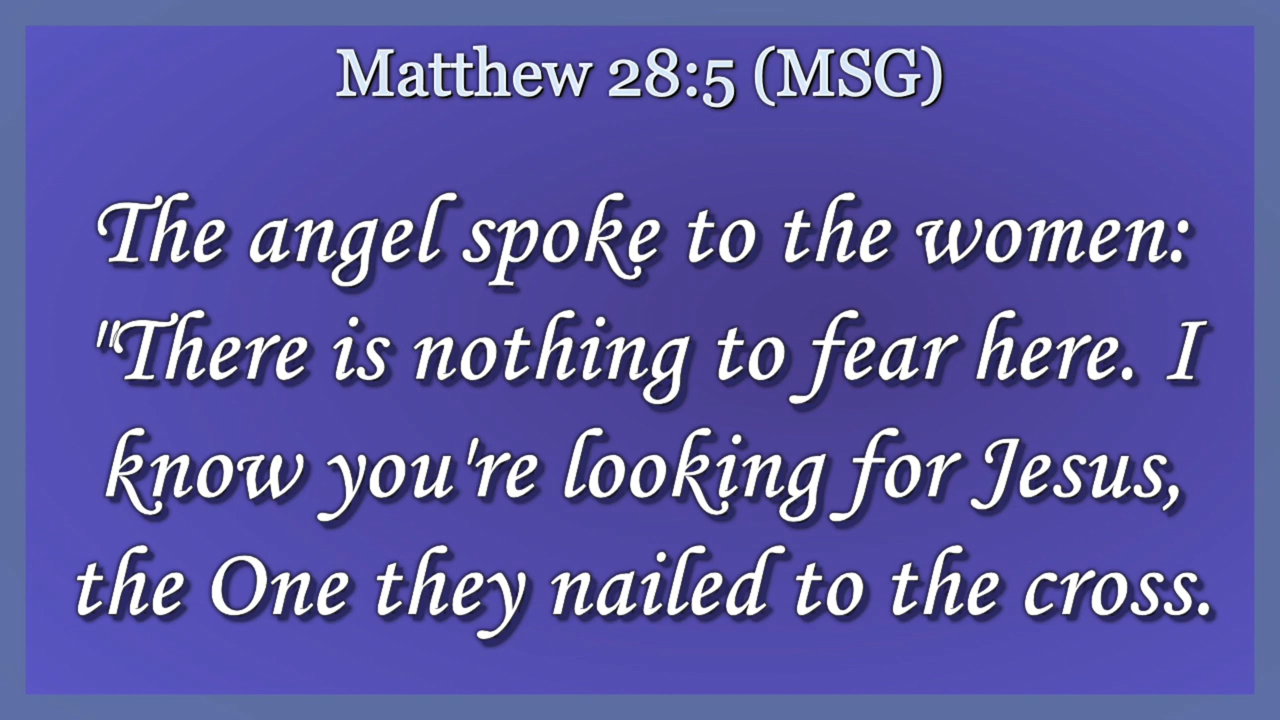 Matthew 28:5 (MSG)
The angel spoke to the women:
"There is nothing to fear here. I
know you're looking for Jesus,
the One they nailed to the cross.